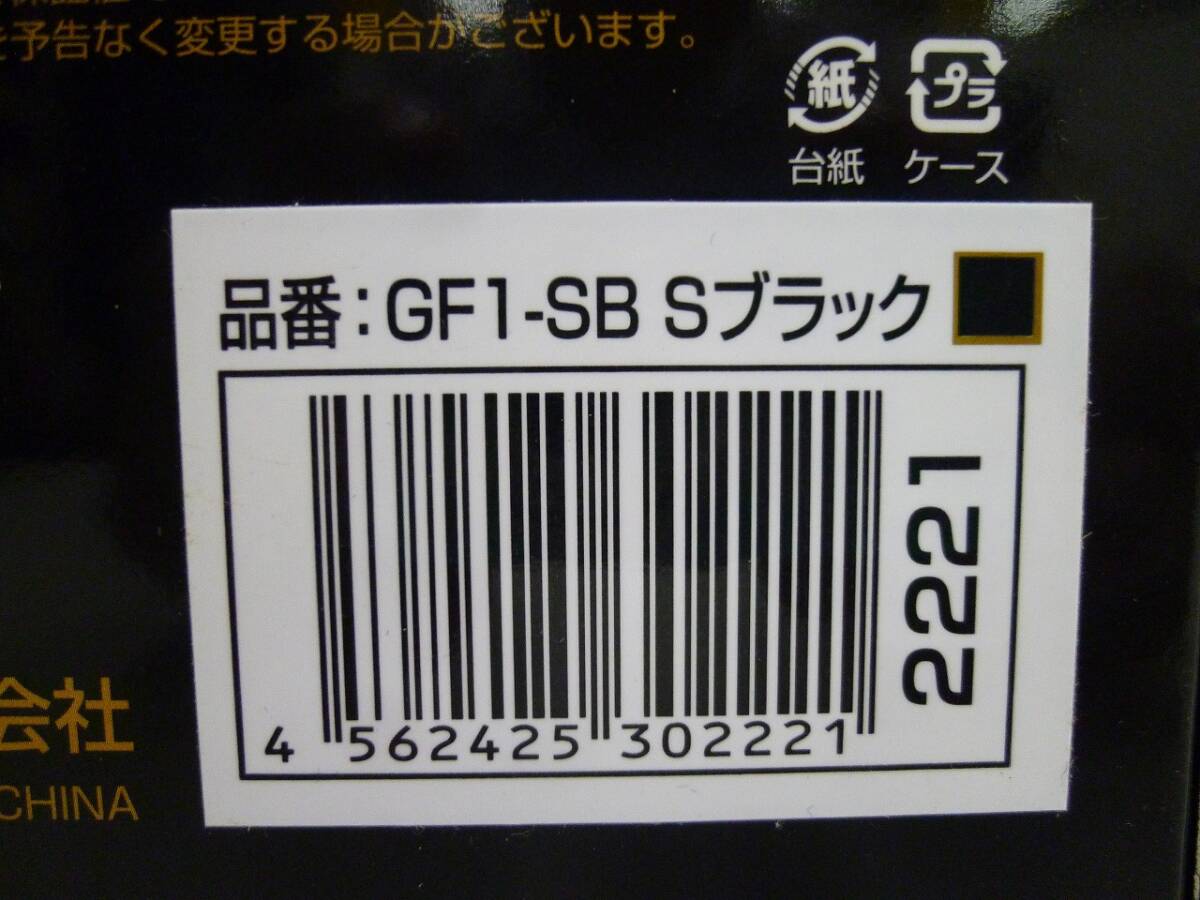 を予告なく変更する場合がございます。
紙 プラ
台紙 ケース
品番：GF1-SB Sブラック
2221
4 562425 302221
会社
CHINA